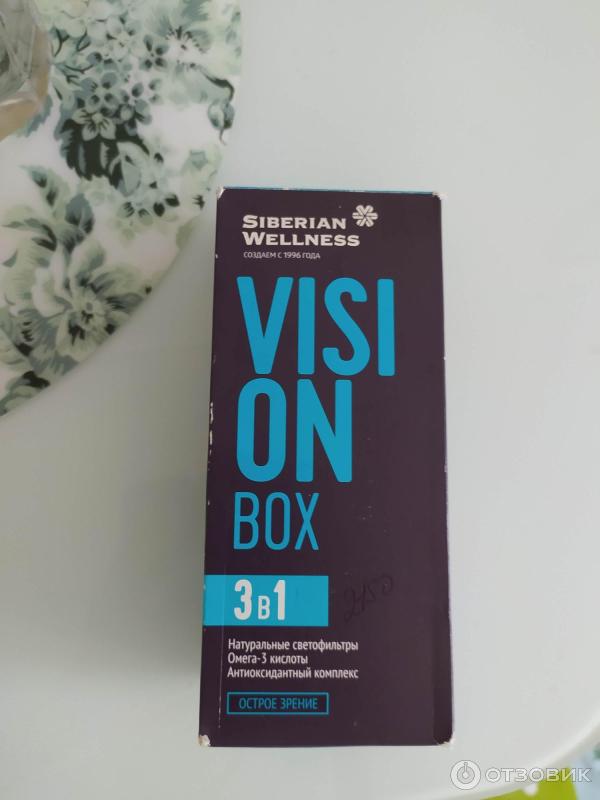 SIBERIAN
WELLNESS
СОЗДАЕМ С 1996 ГОДА
VISI
ON
BOX
3 в 1
2150
Натуральные светофильтры
Омега-3 кислоты
Антиоксидантный комплекс
ОСТРОЕ ЗРЕНИЕ
ОТЗОВИК